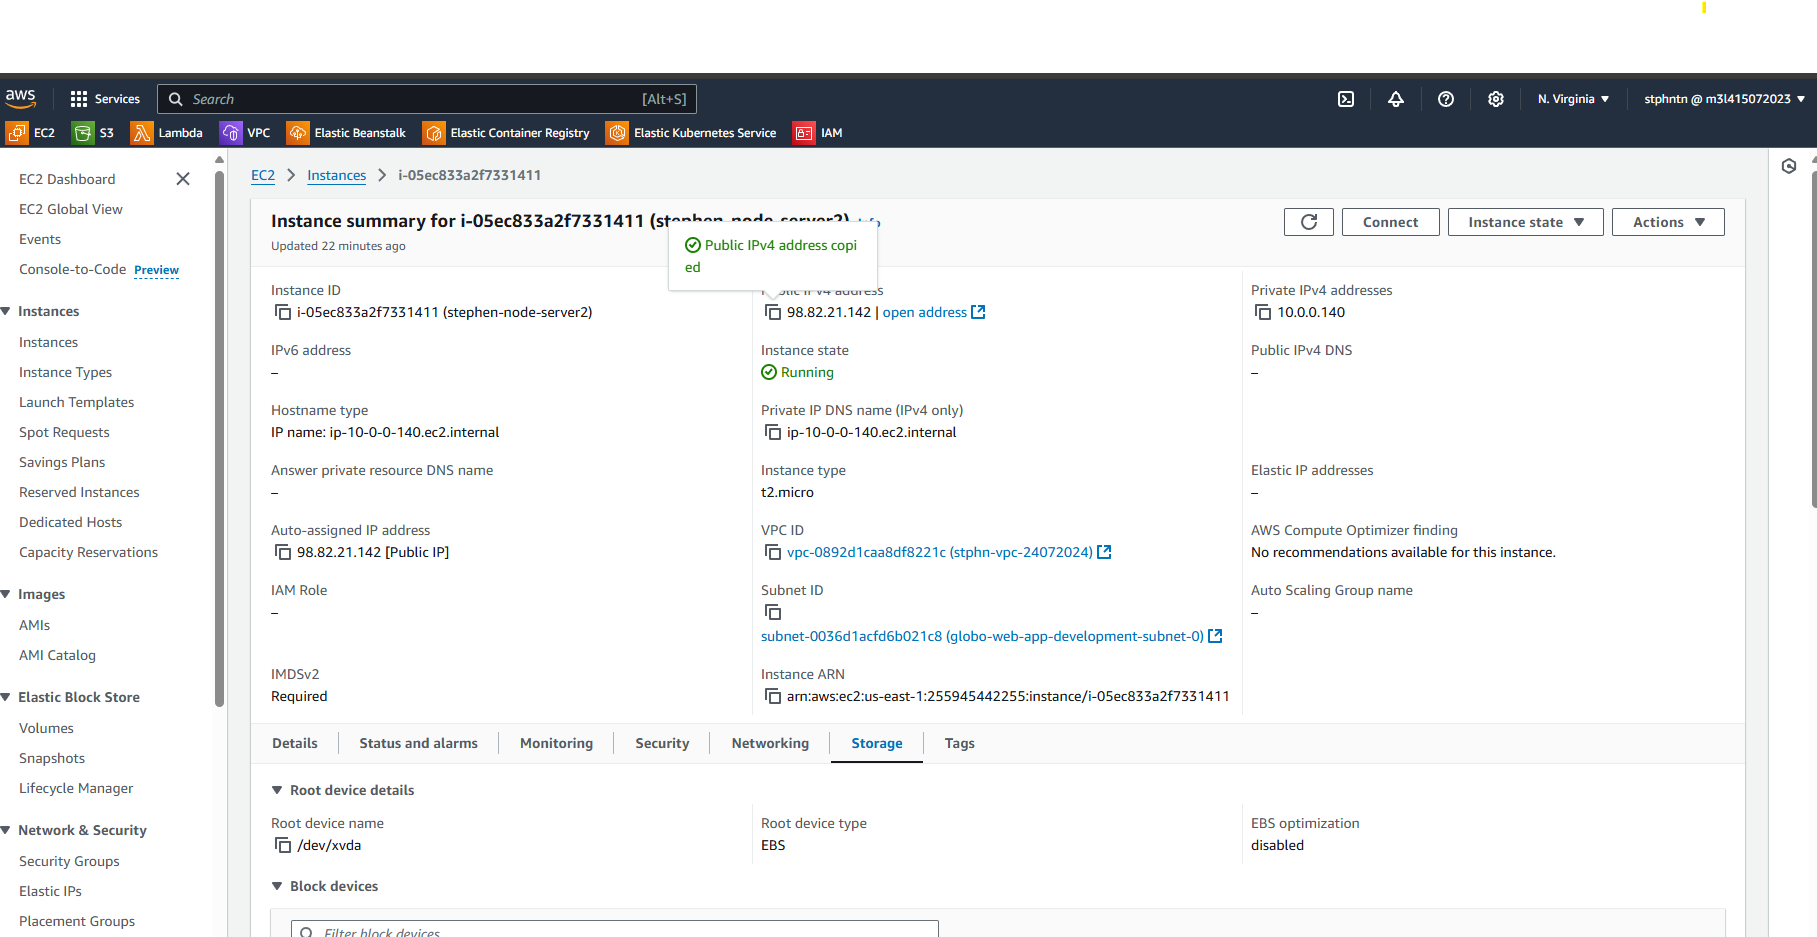 aws
Services
Search
[Alt+S]
N. Virginia
stphntn @ m3l415072023
EC2
S3
Lambda
VPC
Elastic Beanstalk
Elastic Container Registry
Elastic Kubernetes Service
IAM
EC2 Dashboard
EC2 Global View
Events
Console-to-Code Preview
Instances
Instances
Instance Types
Launch Templates
Spot Requests
Savings Plans
Reserved Instances
Dedicated Hosts
Capacity Reservations
Images
AMIs
AMI Catalog
Elastic Block Store
Volumes
Snapshots
Lifecycle Manager
Network & Security
Security Groups
Elastic IPs
Placement Groups
EC2 > Instances > i-05ec833a2f7331411
Instance summary for i-05ec833a2f7331411 (stephen-node-server2) Info
Updated 22 minutes ago
Connect
Instance state
Actions
Public IPv4 address copi
ed
Instance ID
i-05ec833a2f7331411 (stephen-node-server2)
Public IPv4 address
98.82.21.142 | open address
Private IPv4 addresses
10.0.0.140
IPv6 address
–
Instance state
Running
Public IPv4 DNS
–
Hostname type
IP name: ip-10-0-0-140.ec2.internal
Private IP DNS name (IPv4 only)
ip-10-0-0-140.ec2.internal
Answer private resource DNS name
–
Instance type
t2.micro
Elastic IP addresses
–
Auto-assigned IP address
98.82.21.142 [Public IP]
VPC ID
vpc-0892d1caa8df8221c (stphn-vpc-24072024)
AWS Compute Optimizer finding
No recommendations available for this instance.
IAM Role
–
Subnet ID
subnet-0036d1acfd6b021c8 (globo-web-app-development-subnet-0)
Auto Scaling Group name
–
IMDSv2
Required
Instance ARN
arn:aws:ec2:us-east-1:255945442255:instance/i-05ec833a2f7331411
Details
Status and alarms
Monitoring
Security
Networking
Storage
Tags
Root device details
Root device name
/dev/xvda
Root device type
EBS
EBS optimization
disabled
Block devices
Filter block devices